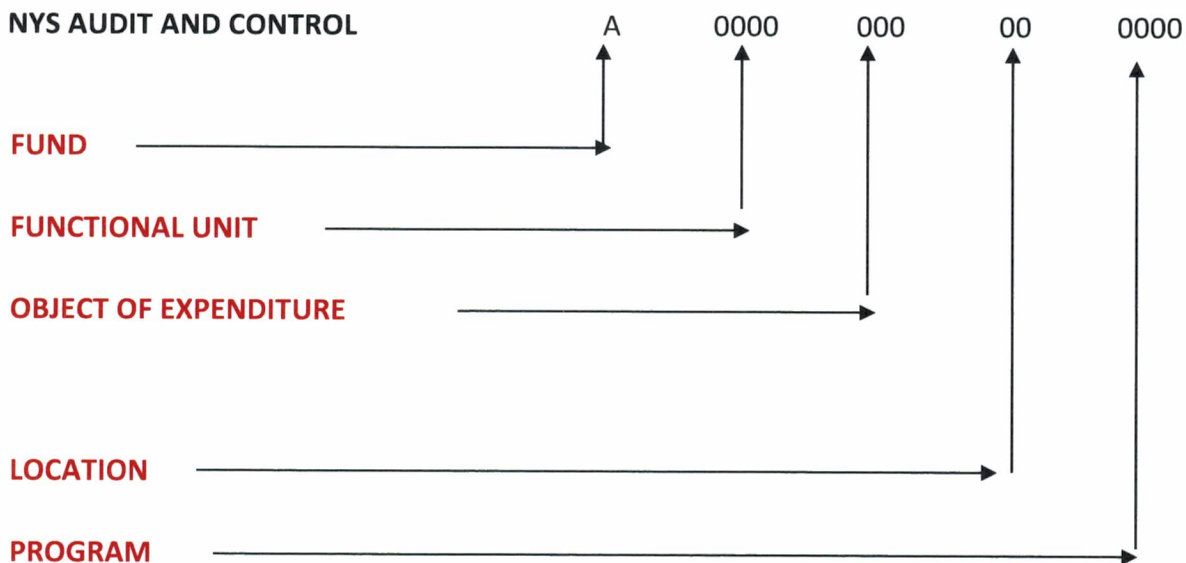 NYS AUDIT AND CONTROL A 0000 000 00 0000
FUND
FUNCTIONAL UNIT
OBJECT OF EXPENDITURE
LOCATION
PROGRAM